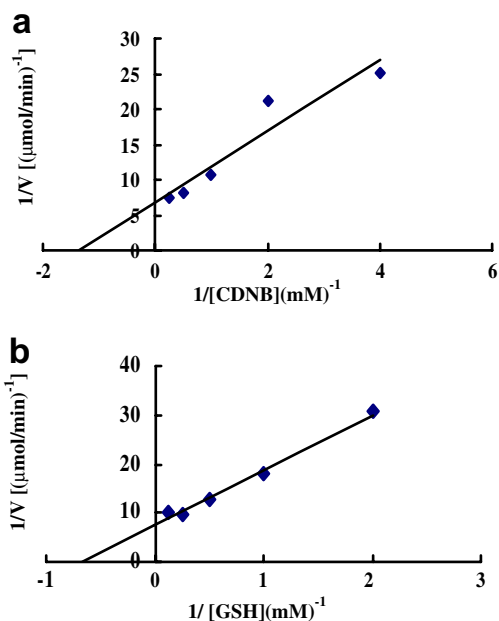 a
1/V [(μmol/min)⁻¹]
30
25
20
15
10
5
0
-2 0 2 4 6
1/[CDNB](mM)⁻¹
b
1/V [(μmol/min)⁻¹]
40
30
20
10
0
-1 0 1 2 3
1/ [GSH](mM)⁻¹